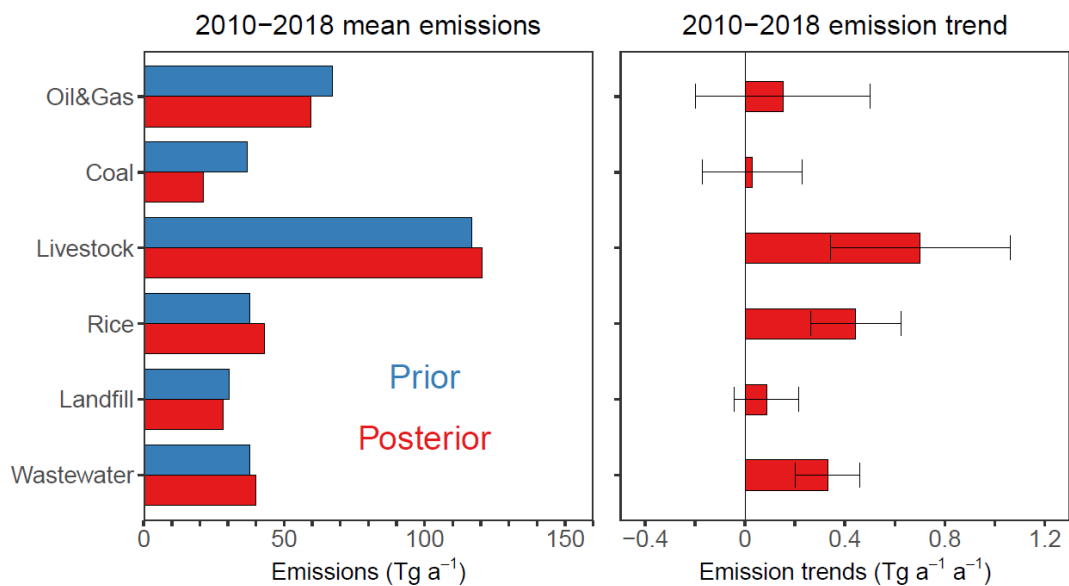 2010−2018 mean emissions
Oil&Gas
Coal
Livestock
Rice
Landfill
Wastewater
Prior
Posterior
0 50 100 150
Emissions (Tg a⁻¹)
2010−2018 emission trend
−0.4 0 0.4 0.8 1.2
Emission trends (Tg a⁻¹ a⁻¹)